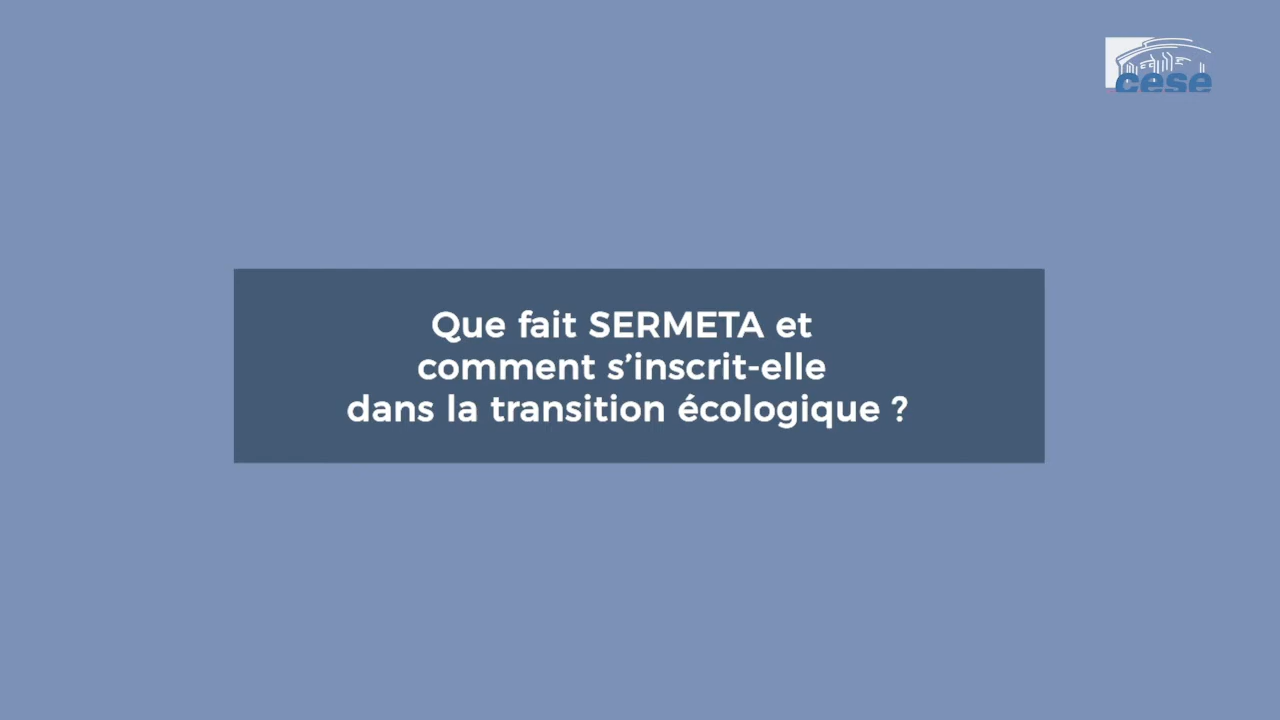 cese
Que fait SERMETA et
comment s’inscrit-elle
dans la transition écologique ?